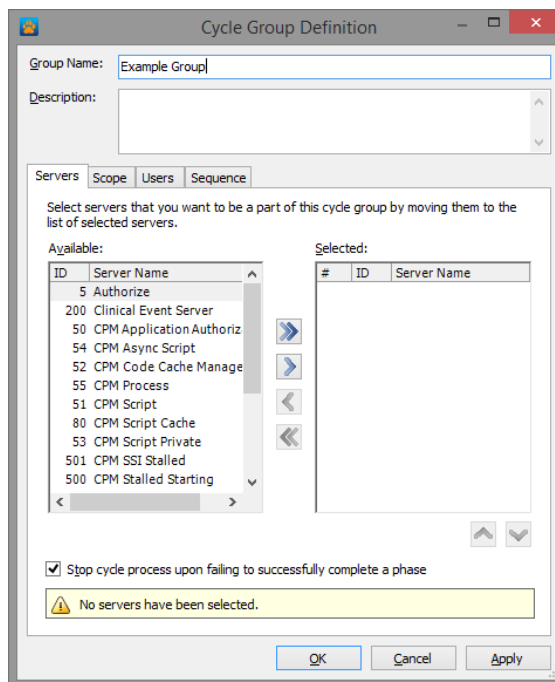 Cycle Group Definition
Group Name: Example Group
Description:
Servers Scope Users Sequence
Select servers that you want to be a part of this cycle group by moving them to the
list of selected servers.
Available: Selected:
ID Server Name # ID Server Name
5 Authorize
200 Clinical Event Server
50 CPM Application Authoriz
54 CPM Async Script
52 CPM Code Cache Manage
55 CPM Process
51 CPM Script
80 CPM Script Cache
53 CPM Script Private
501 CPM SSI Stalled
500 CPM Stalled Starting
Stop cycle process upon failing to successfully complete a phase
No servers have been selected.
OK Cancel Apply